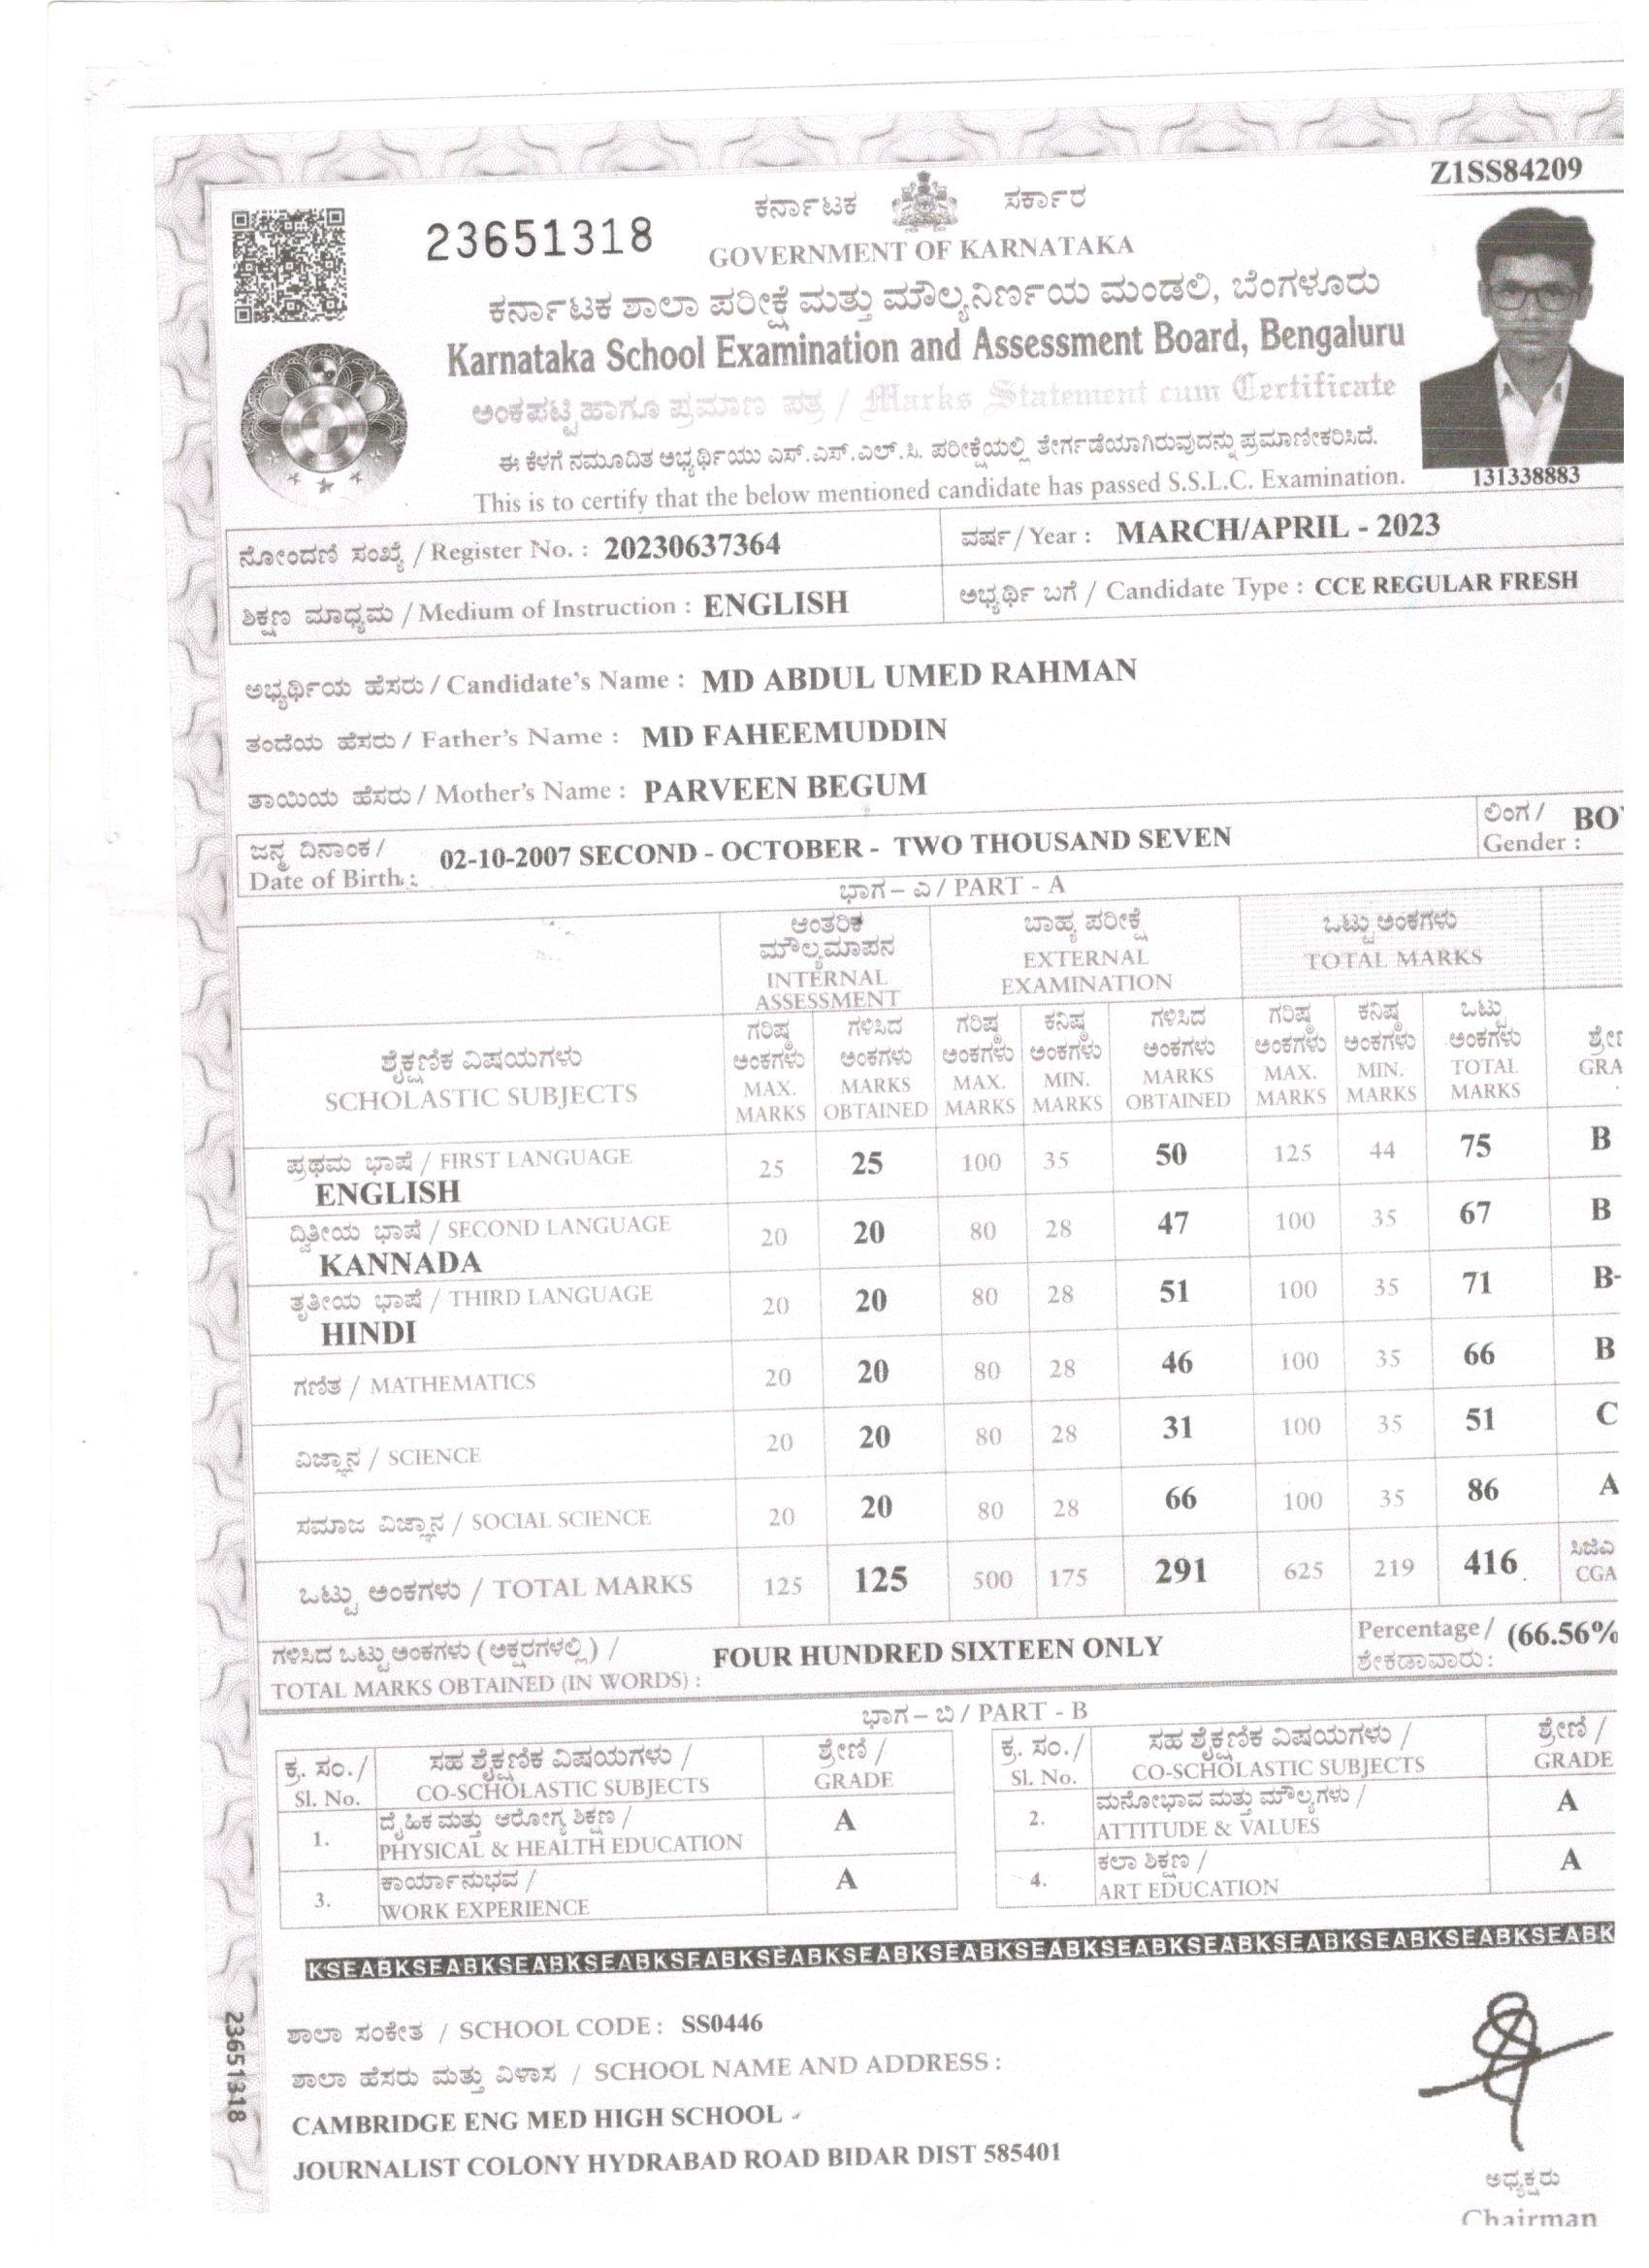 Z1SS84209
23651318
ಕರ್ನಾಟಕ ಸರ್ಕಾರ
GOVERNMENT OF KARNATAKA
ಕರ್ನಾಟಕ ಶಾಲಾ ಪರೀಕ್ಷೆ ಮತ್ತು ಮೌಲ್ಯನಿರ್ಣಯ ಮಂಡಲಿ, ಬೆಂಗಳೂರು
Karnataka School Examination and Assessment Board, Bengaluru
ಅಂಕಪಟ್ಟಿ ಹಾಗೂ ಪ್ರಮಾಣ ಪತ್ರ / Marks Statement cum Certificate
ಈ ಕೆಳಗೆ ನಮೂದಿತ ಅಭ್ಯರ್ಥಿಯು ಎಸ್.ಎಸ್.ಎಲ್.ಸಿ. ಪರೀಕ್ಷೆಯಲ್ಲಿ ತೇರ್ಗಡೆಯಾಗಿರುವುದನ್ನು ಪ್ರಮಾಣೀಕರಿಸಿದೆ.
This is to certify that the below mentioned candidate has passed S.S.L.C. Examination.
131338883
ನೋಂದಣಿ ಸಂಖ್ಯೆ / Register No. : 20230637364 ವರ್ಷ / Year : MARCH/APRIL - 2023
ಶಿಕ್ಷಣ ಮಾಧ್ಯಮ / Medium of Instruction : ENGLISH ಅಭ್ಯರ್ಥಿ ಬಗೆ / Candidate Type : CCE REGULAR FRESH
ಅಭ್ಯರ್ಥಿಯ ಹೆಸರು / Candidate's Name : MD ABDUL UMED RAHMAN
ತಂದೆಯ ಹೆಸರು / Father's Name : MD FAHEEMUDDIN
ತಾಯಿಯ ಹೆಸರು / Mother's Name : PARVEEN BEGUM
ಜನ್ಮ ದಿನಾಂಕ / ಲಿಂಗ /
Date of Birth : 02-10-2007 SECOND - OCTOBER - TWO THOUSAND SEVEN Gender : BO
ಭಾಗ – ಎ / PART - A
ಆಂತರಿಕ ಬಾಹ್ಯ ಪರೀಕ್ಷೆ ಒಟ್ಟು ಅಂಕಗಳು
ಮೌಲ್ಯಮಾಪನ EXTERNAL TOTAL MARKS
INTERNAL EXAMINATION
ASSESSMENT
ಗರಿಷ್ಠ ಗಳಿಸಿದ ಗರಿಷ್ಠ ಕನಿಷ್ಠ ಗಳಿಸಿದ ಗರಿಷ್ಠ ಕನಿಷ್ಠ ಒಟ್ಟು
ಶೈಕ್ಷಣಿಕ ವಿಷಯಗಳು ಅಂಕಗಳು ಅಂಕಗಳು ಅಂಕಗಳು ಅಂಕಗಳು ಅಂಕಗಳು ಅಂಕಗಳು ಅಂಕಗಳು ಅಂಕಗಳು
SCHOLASTIC SUBJECTS MAX. MARKS MAX. MIN. MARKS MAX. MIN. TOTAL GRA
MARKS OBTAINED MARKS MARKS OBTAINED MARKS MARKS MARKS
ಪ್ರಥಮ ಭಾಷೆ / FIRST LANGUAGE 25 25 100 35 50 125 44 75 B
ENGLISH
ದ್ವಿತೀಯ ಭಾಷೆ / SECOND LANGUAGE 20 20 80 28 47 100 35 67 B
KANNADA
ತೃತೀಯ ಭಾಷೆ / THIRD LANGUAGE 20 20 80 28 51 100 35 71 B
HINDI
ಗಣಿತ / MATHEMATICS 20 20 80 28 46 100 35 66 B
ವಿಜ್ಞಾನ / SCIENCE 20 20 80 28 31 100 35 51 C
ಸಮಾಜ ವಿಜ್ಞಾನ / SOCIAL SCIENCE 20 20 80 28 66 100 35 86 A
ಒಟ್ಟು ಅಂಕಗಳು / TOTAL MARKS 125 125 500 175 291 625 219 416 ಸಿಜಿಎ
CGA
ಗಳಿಸಿದ ಒಟ್ಟು ಅಂಕಗಳು (ಅಕ್ಷರಗಳಲ್ಲಿ) / FOUR HUNDRED SIXTEEN ONLY Percentage / (66.56%
TOTAL MARKS OBTAINED (IN WORDS) : ಶೇಕಡಾವಾರು :
ಭಾಗ – ಬಿ / PART - B
ಕ್ರ. ಸಂ. / ಸಹ ಶೈಕ್ಷಣಿಕ ವಿಷಯಗಳು / ಶ್ರೇಣಿ / ಕ್ರ. ಸಂ. / ಸಹ ಶೈಕ್ಷಣಿಕ ವಿಷಯಗಳು / ಶ್ರೇಣಿ /
Sl. No. CO-SCHOLASTIC SUBJECTS GRADE Sl. No. CO-SCHOLASTIC SUBJECTS GRADE
1. ದೈಹಿಕ ಮತ್ತು ಆರೋಗ್ಯ ಶಿಕ್ಷಣ / A 2. ಮನೋಭಾವ ಮತ್ತು ಮೌಲ್ಯಗಳು / A
PHYSICAL & HEALTH EDUCATION ATTITUDE & VALUES
3. ಕಾರ್ಯಾನುಭವ / A 4. ಕಲಾ ಶಿಕ್ಷಣ / A
WORK EXPERIENCE ART EDUCATION
KSEABKSEABKSEABKSEABKSEABKSEABKSEABKSEABKSEABKSEABKSEABKSEABKSEABKSEABKSEABK
ಶಾಲಾ ಸಂಕೇತ / SCHOOL CODE : SS0446
ಶಾಲಾ ಹೆಸರು ಮತ್ತು ವಿಳಾಸ / SCHOOL NAME AND ADDRESS :
CAMBRIDGE ENG MED HIGH SCHOOL -
JOURNALIST COLONY HYDRABAD ROAD BIDAR DIST 585401
23651318
ಅಧ್ಯಕ್ಷರು
Chairman